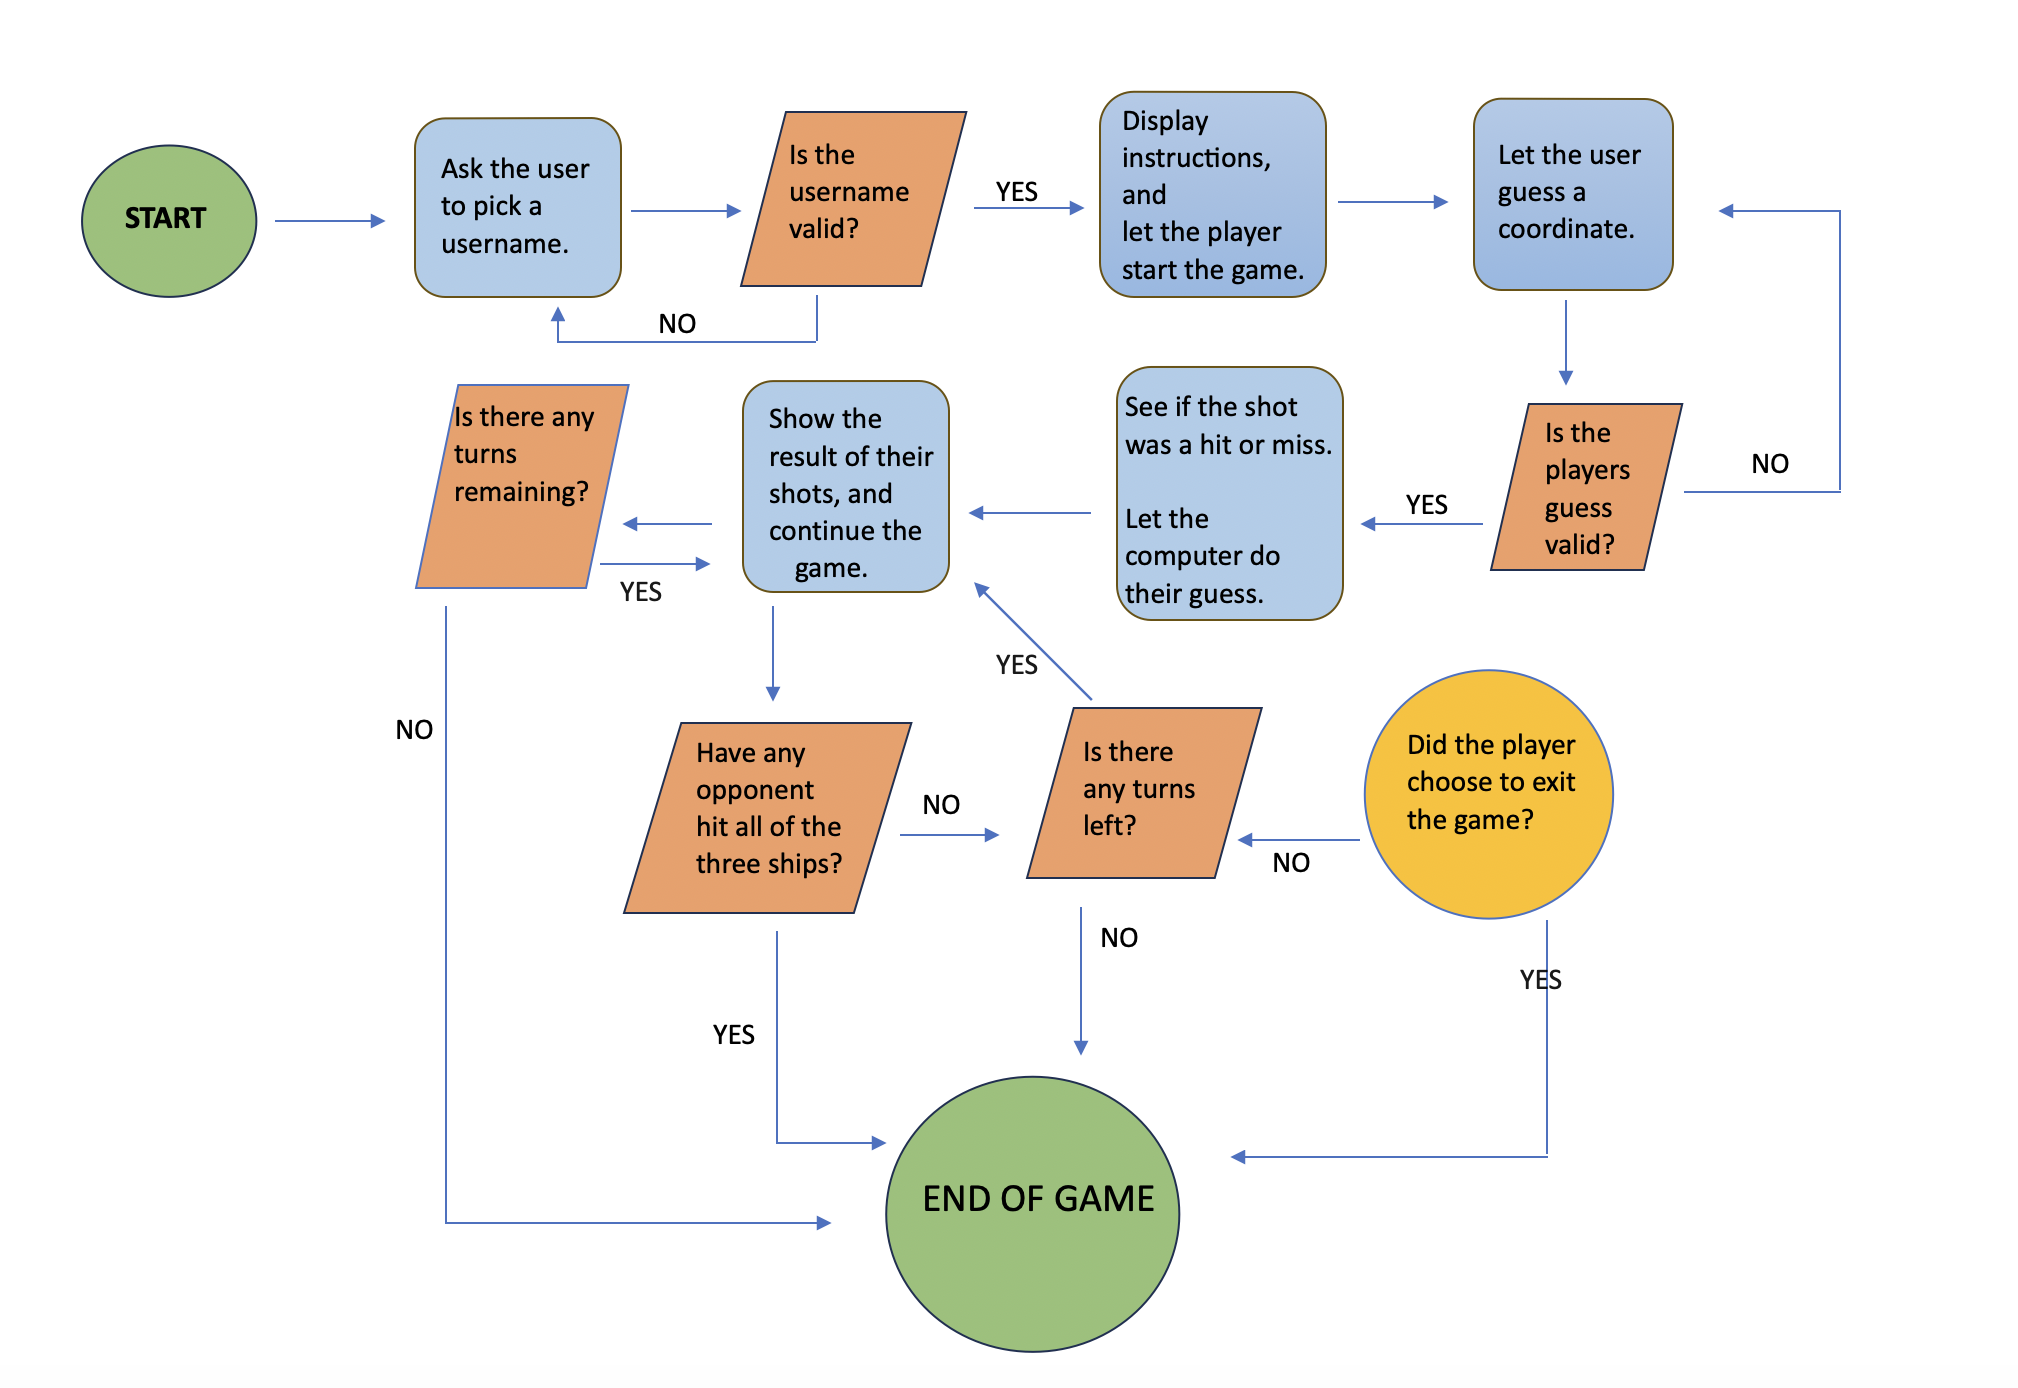 START
Ask the user
to pick a
username.
Is the
username
valid?
YES
Display
instructions,
and
let the player
start the game.
Let the user
guess a
coordinate.
NO
Is there any
turns
remaining?
YES
Show the
result of their
shots, and
continue the
game.
See if the shot
was a hit or miss.
Let the
computer do
their guess.
YES
Is the
players
guess
valid?
NO
NO
YES
Have any
opponent
hit all of the
three ships?
NO
Is there
any turns
left?
NO
Did the player
choose to exit
the game?
YES
NO
YES
END OF GAME